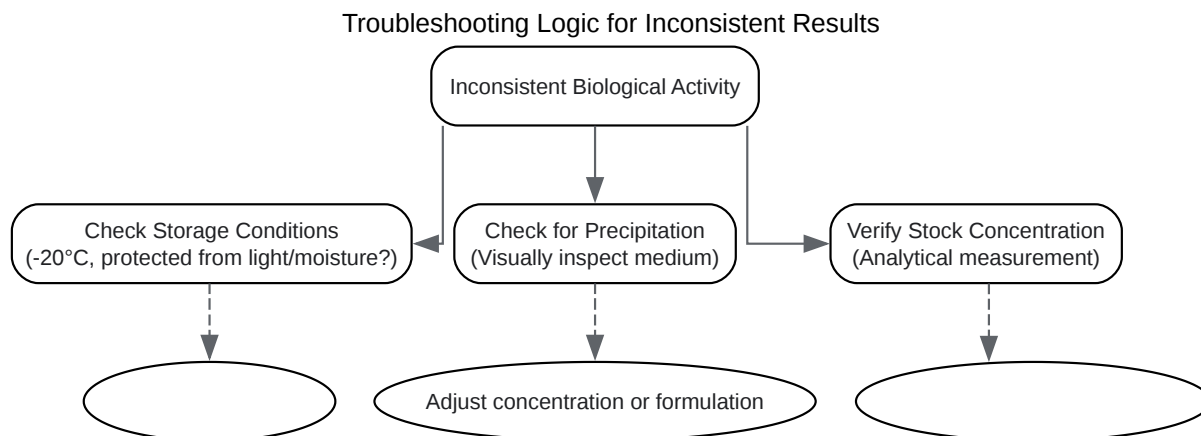 Troubleshooting Logic for Inconsistent Results
Inconsistent Biological Activity
Check Storage Conditions
(-20°C, protected from light/moisture?)
Check for Precipitation
(Visually inspect medium)
Verify Stock Concentration
(Analytical measurement)
Adjust concentration or formulation